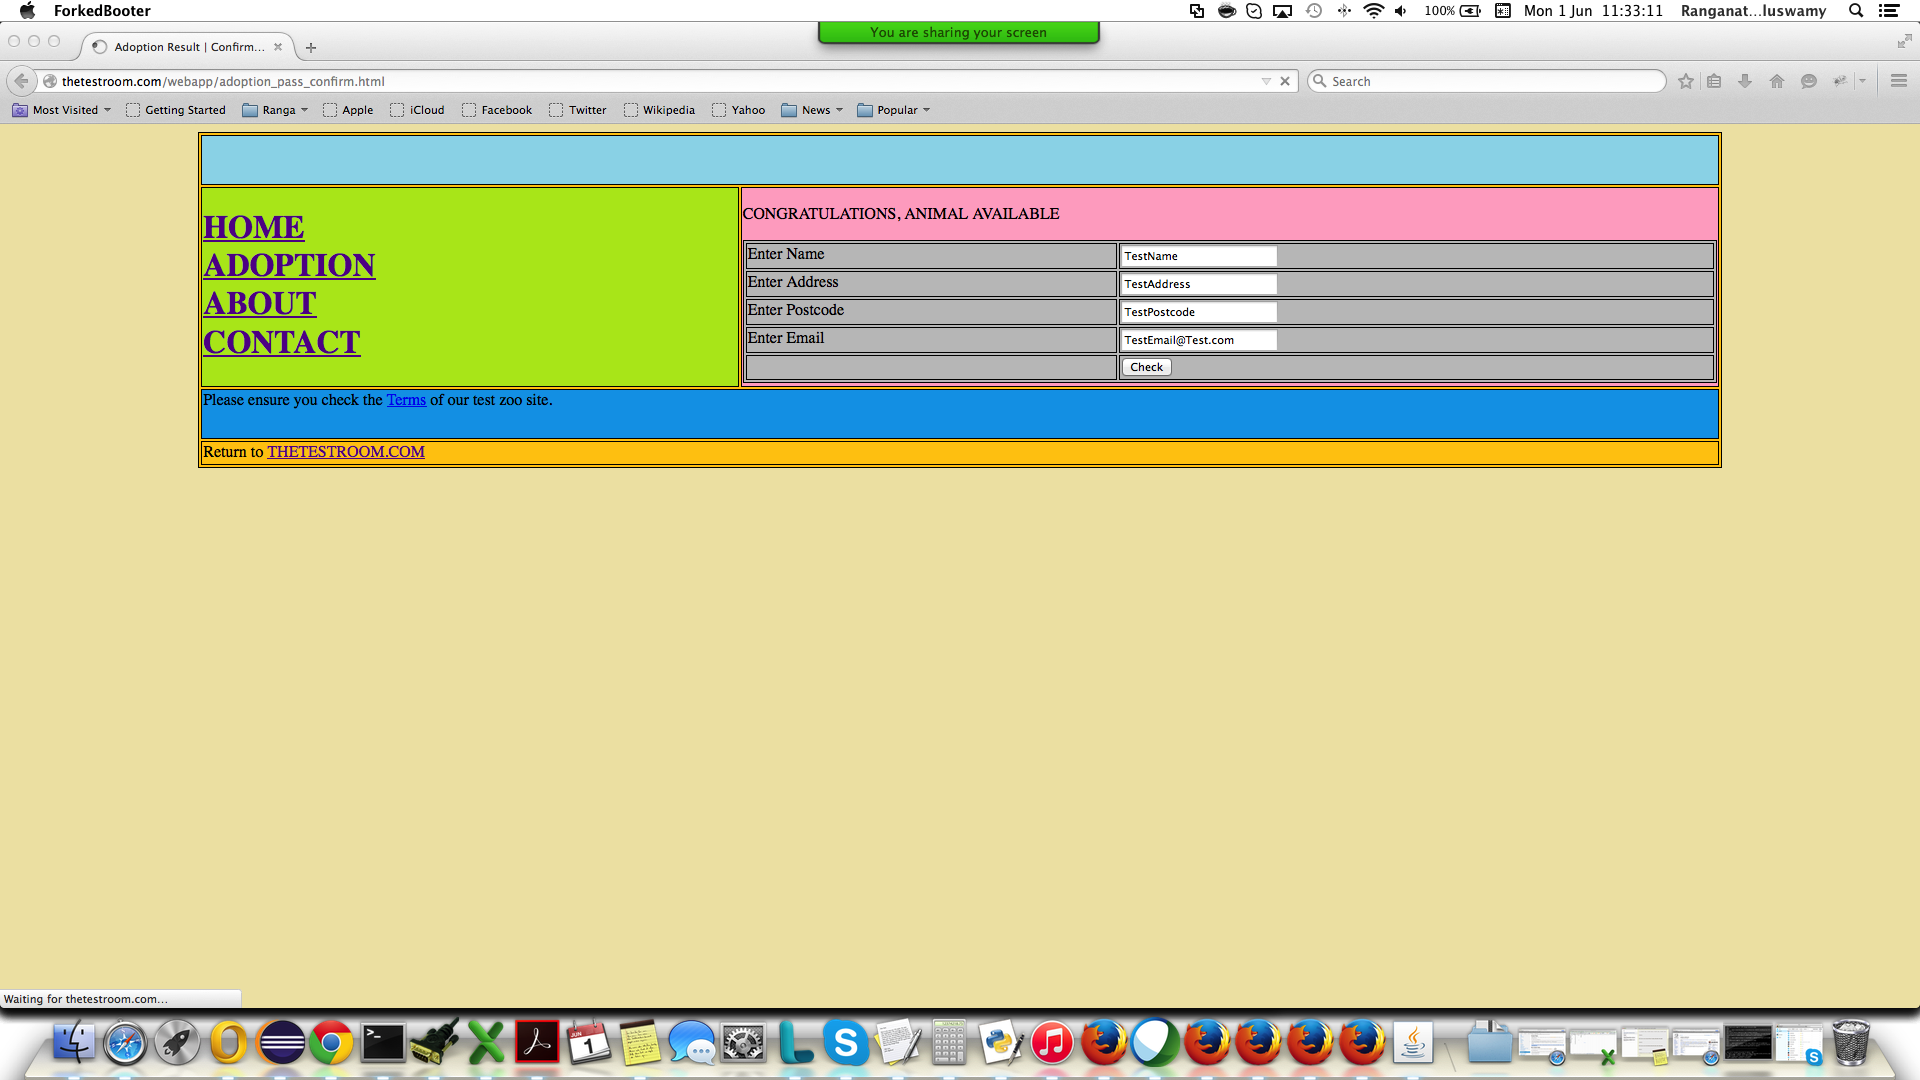 ForkedBooter
100%
Mon 1 Jun 11:33:11
Ranganat...luswamy
You are sharing your screen
Adoption Result | Confirm...
thetestroom.com/webapp/adoption_pass_confirm.html
Search
Most Visited
Getting Started
Ranga
Apple
iCloud
Facebook
Twitter
Wikipedia
Yahoo
News
Popular
HOME
ADOPTION
ABOUT
CONTACT
CONGRATULATIONS, ANIMAL AVAILABLE
Enter Name TestName
Enter Address TestAddress
Enter Postcode TestPostcode
Enter Email TestEmail@Test.com
Check
Please ensure you check the Terms of our test zoo site.
Return to THETESTROOM.COM
Waiting for thetestroom.com...
JUN
1